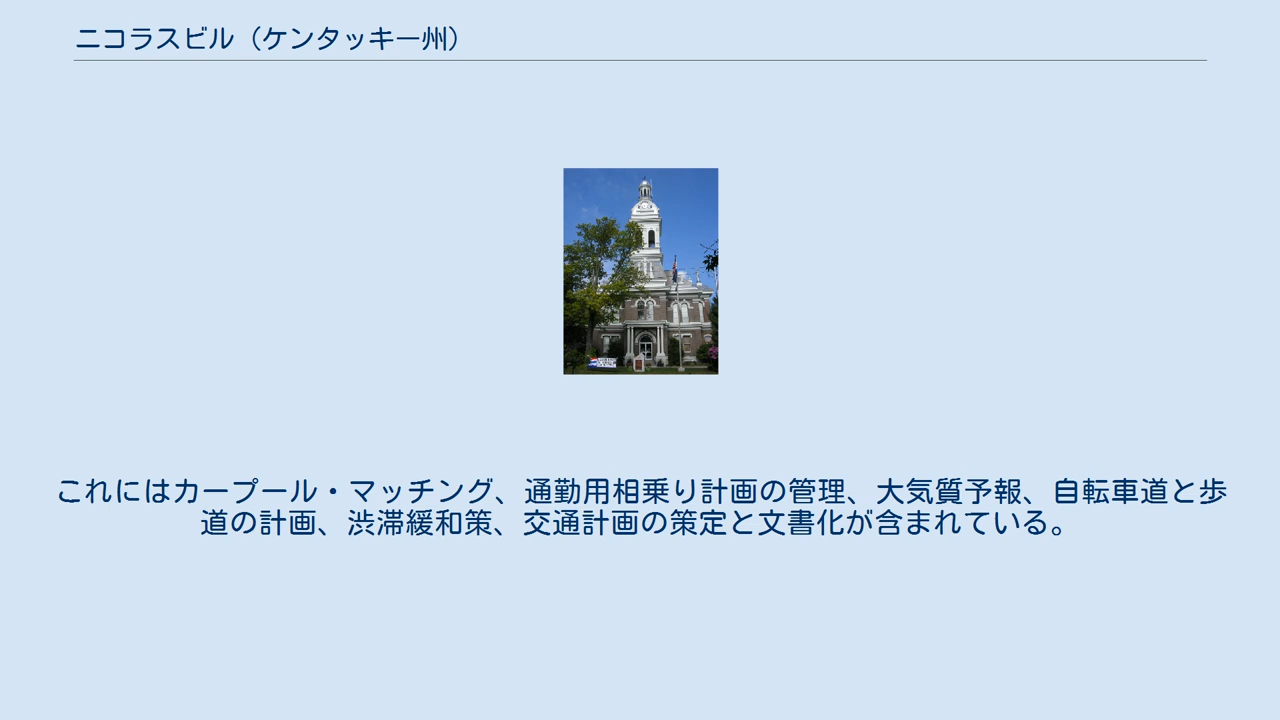 ニコラスビル（ケンタッキー州）
これにはカープール・マッチング、通勤用相乗り計画の管理、大気質予報、自転車道と歩
道の計画、渋滞緩和策、交通計画の策定と文書化が含まれている。